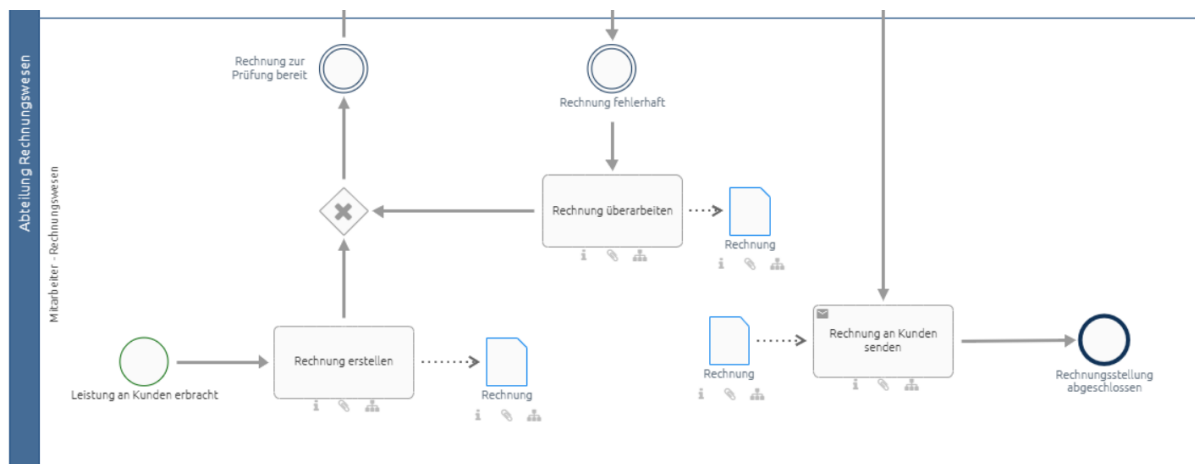 Abteilung Rechnungswesen
Mitarbeiter - Rechnungswesen
Rechnung zur
Prüfung bereit
Rechnung fehlerhaft
Rechnung überarbeiten
Rechnung
Leistung an Kunden erbracht
Rechnung erstellen
Rechnung
Rechnung
Rechnung an Kunden
senden
Rechnungsstellung
abgeschlossen